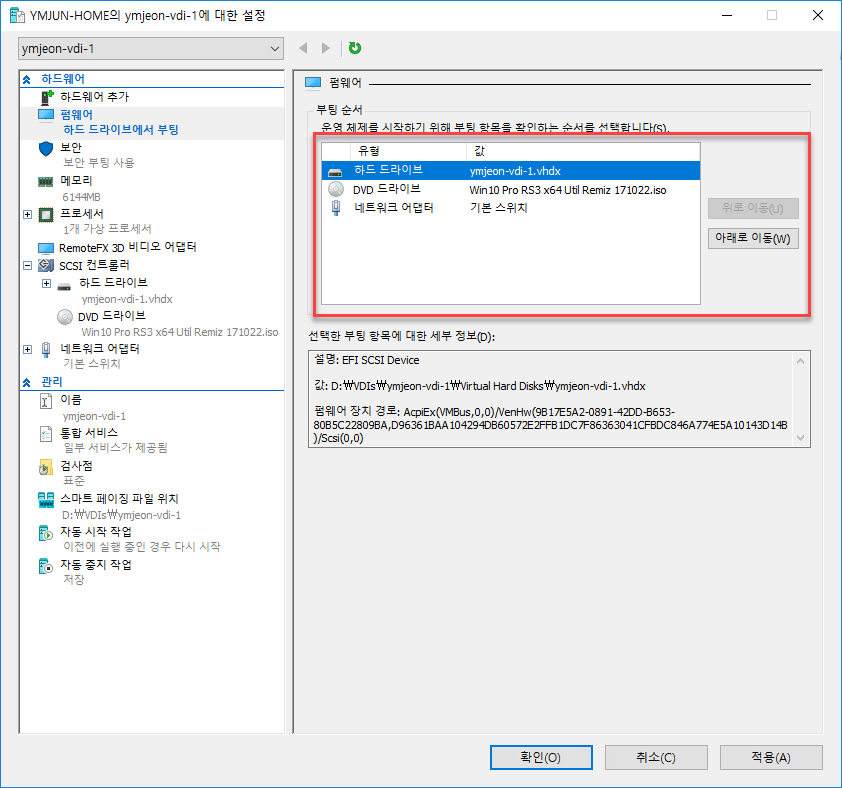 YMJUN-HOME의 ymjeon-vdi-1에 대한 설정
ymjeon-vdi-1
하드웨어
하드웨어 추가
펌웨어
하드 드라이브에서 부팅
보안
보안 부팅 사용
메모리
6144MB
프로세서
1개 가상 프로세서
RemoteFX 3D 비디오 어댑터
SCSI 컨트롤러
하드 드라이브
ymjeon-vdi-1.vhdx
DVD 드라이브
Win10 Pro RS3 x64 Util Remiz 171022.iso
네트워크 어댑터
기본 스위치
관리
이름
ymjeon-vdi-1
통합 서비스
일부 서비스가 제공됨
검사점
표준
스마트 페이징 파일 위치
D:₩VDIs₩ymjeon-vdi-1
자동 시작 작업
이전에 실행 중인 경우 다시 시작
자동 중지 작업
저장
펌웨어
부팅 순서
운영 체제를 시작하기 위해 부팅 항목을 확인하는 순서를 선택합니다(S).
유형 값
하드 드라이브 ymjeon-vdi-1.vhdx
DVD 드라이브 Win10 Pro RS3 x64 Util Remiz 171022.iso
네트워크 어댑터 기본 스위치
위로 이동(U)
아래로 이동(W)
선택한 부팅 항목에 대한 세부 정보(D):
설명: EFI SCSI Device
값: D:₩VDIs₩ymjeon-vdi-1₩Virtual Hard Disks₩ymjeon-vdi-1.vhdx
펌웨어 장치 경로: AcpiEx(VMBus,0,0)/VenHw(9B17E5A2-0891-42DD-B653-
80B5C22809BA,D96361BAA104294DB60572E2FFB1DC7F86363041CFBDC846A774E5A10143D14B
)/Scsi(0,0)
확인(O) 취소(C) 적용(A)